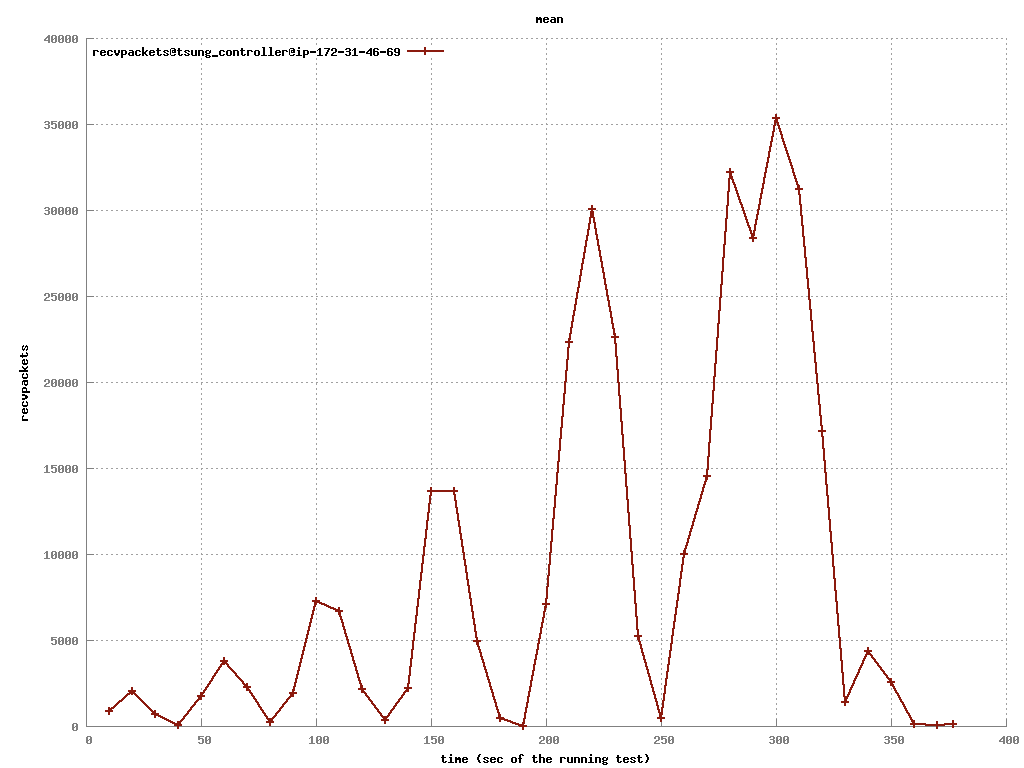 mean
40000
recvpackets@tsung_controller@ip-172-31-46-69
35000
30000
25000
20000
15000
10000
5000
0
recvpackets
0 50 100 150 200 250 300 350 400
time (sec of the running test)